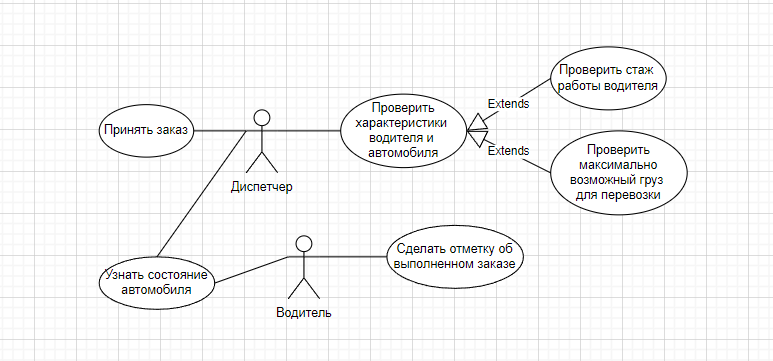 Принять заказ
Диспетчер
Проверить
характеристики
водителя и
автомобиля
Extends
Extends
Проверить стаж
работы водителя
Проверить
максимально
возможный груз
для перевозки
Узнать состояние
автомобиля
Водитель
Сделать отметку об
выполненном заказе